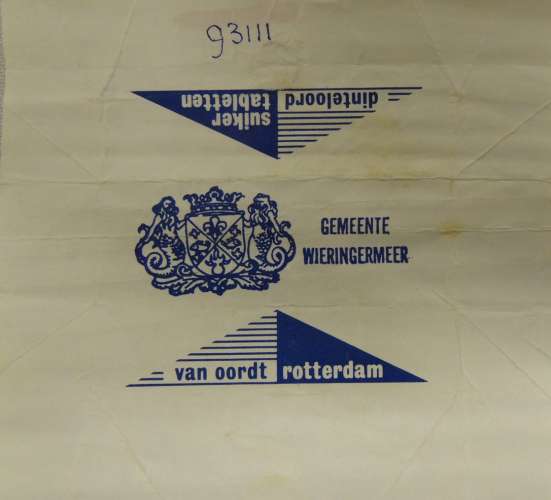 93111
suiker
tabletten
dinteloord
GEMEENTE
WIERINGERMEER
van oordt rotterdam